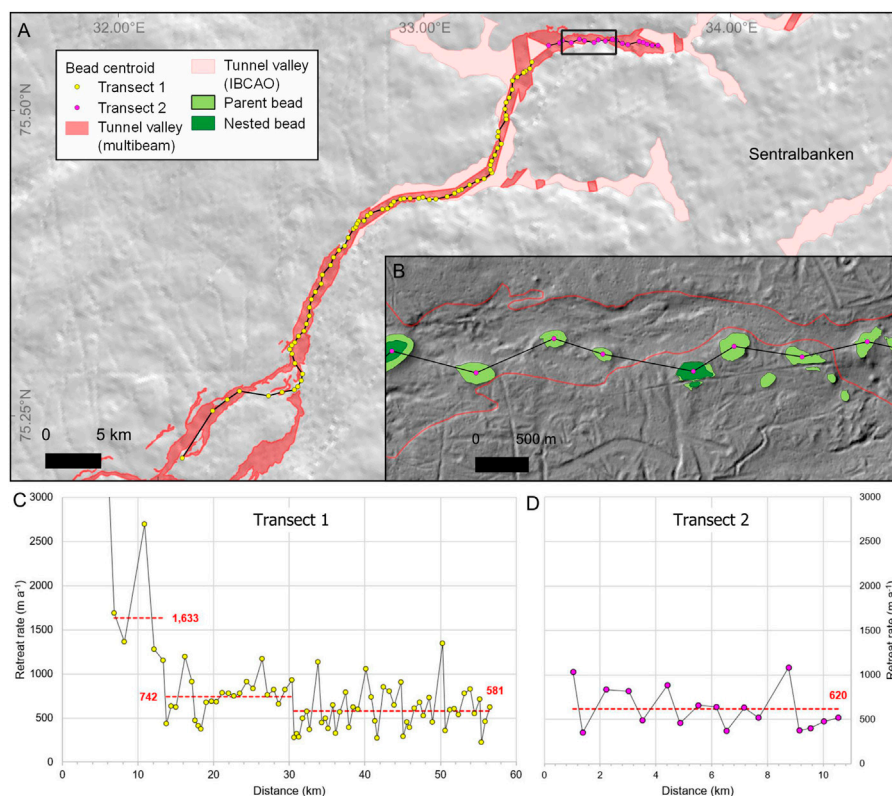 A
32.00°E
33.00°E
34.00°E
75.50°N
75.25°N
Bead centroid
Transect 1
Transect 2
Tunnel valley
(multibeam)
Tunnel valley
(IBCAO)
Parent bead
Nested bead
Sentralbanken
0 5 km
B
0 500 m
C
Transect 1
3000
2500
2000
1500
1000
500
0
Retreat rate (m a⁻¹)
1,633
742
581
0 10 20 30 40 50 60
Distance (km)
D
Transect 2
3000
2500
2000
1500
1000
500
0
Retreat rate (m a⁻¹)
620
0 2 4 6 8 10
Distance (km)